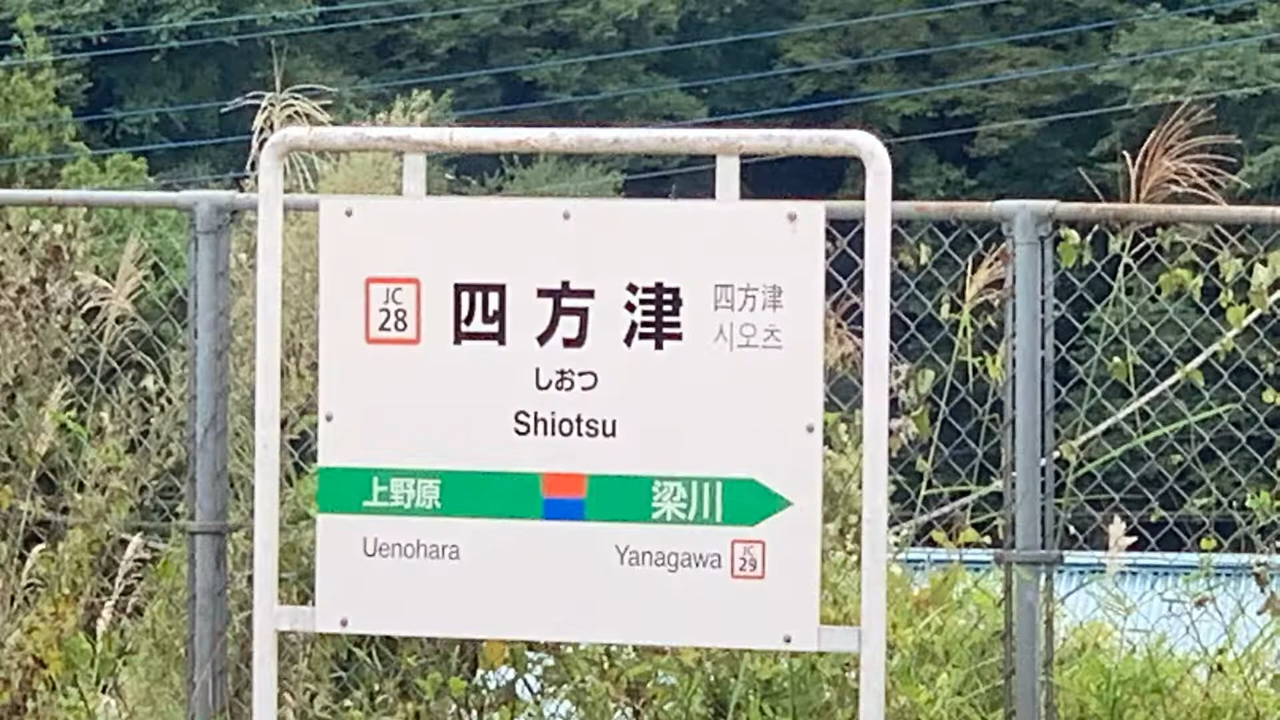 JC
28
四方津
四方津
시오츠
しおつ
Shiotsu
上野原
梁川
Uenohara
Yanagawa
JC
29